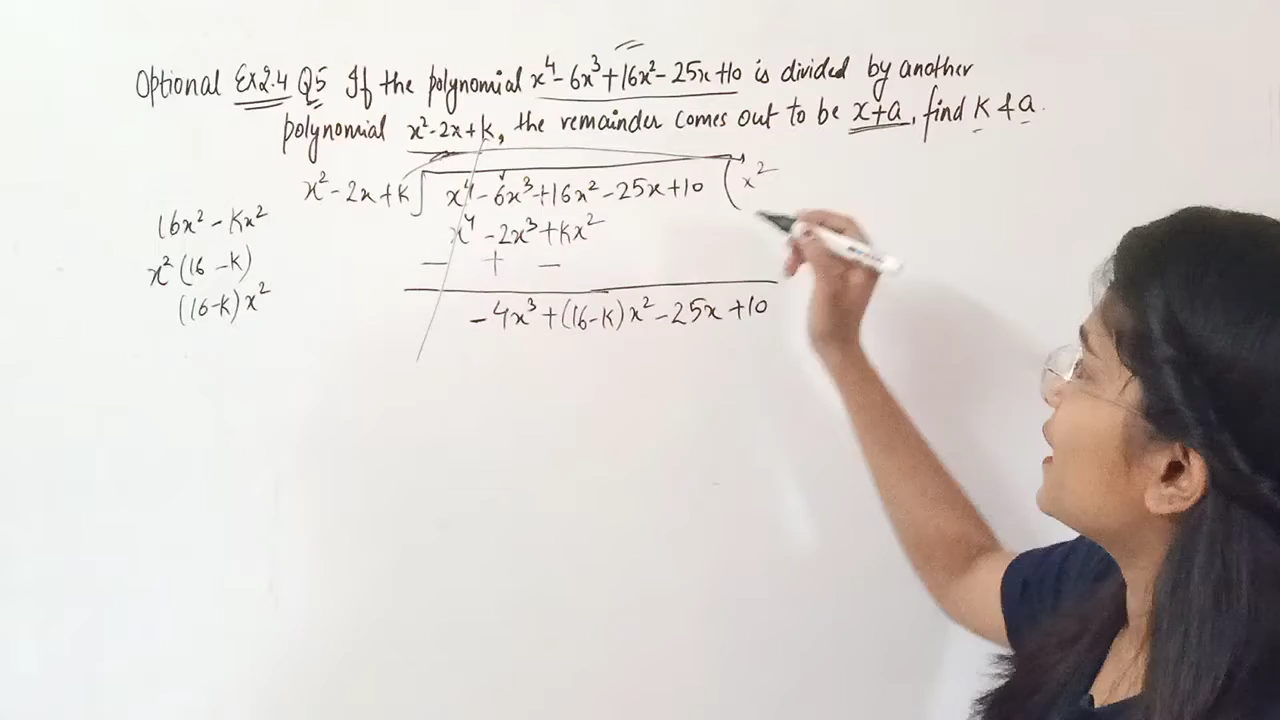 Optional Ex2.4 Q5 If the polynomial x⁴-6x³+16x²-25x+10 is divided by another
polynomial x²-2x+k, the remainder comes out to be x+a, find K & a.
x²-2x+k x⁴-6x³+16x²-25x+10 x²
16x²-Kx²
x⁴-2x³+Kx²
x²(16-k)
- + -
(16-k)x²
-4x³+(16-k)x²-25x+10